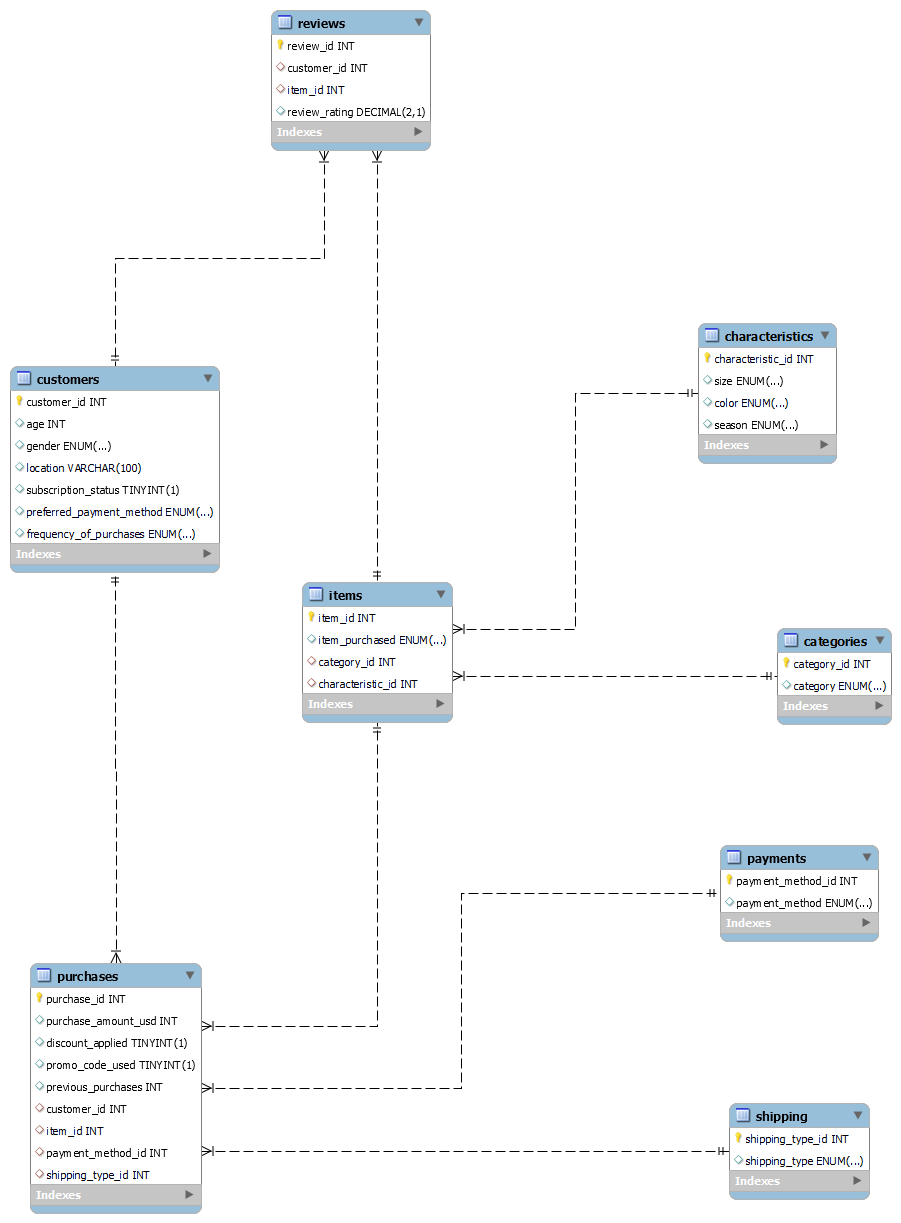 reviews
review_id INT
customer_id INT
item_id INT
review_rating DECIMAL(2,1)
Indexes
characteristics
characteristic_id INT
size ENUM(...)
color ENUM(...)
season ENUM(...)
Indexes
customers
customer_id INT
age INT
gender ENUM(...)
location VARCHAR(100)
subscription_status TINYINT(1)
preferred_payment_method ENUM(...)
frequency_of_purchases ENUM(...)
Indexes
items
item_id INT
item_purchased ENUM(...)
category_id INT
characteristic_id INT
Indexes
categories
category_id INT
category ENUM(...)
Indexes
payments
payment_method_id INT
payment_method ENUM(...)
Indexes
purchases
purchase_id INT
purchase_amount_usd INT
discount_applied TINYINT(1)
promo_code_used TINYINT(1)
previous_purchases INT
customer_id INT
item_id INT
payment_method_id INT
shipping_type_id INT
Indexes
shipping
shipping_type_id INT
shipping_type ENUM(...)
Indexes